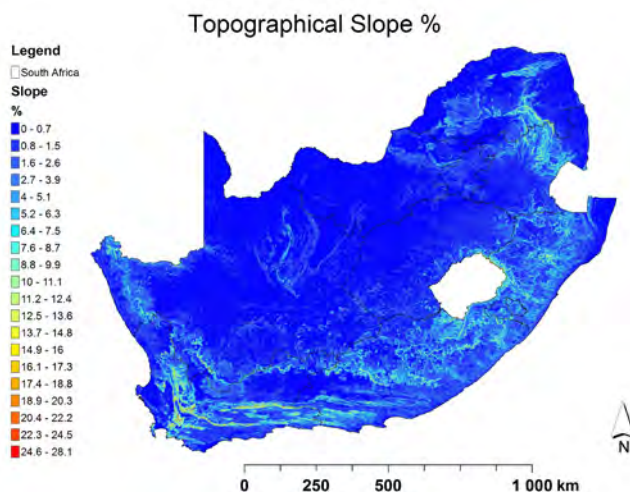 Topographical Slope %
Legend
South Africa
Slope
%
0 - 0.7
0.8 - 1.5
1.6 - 2.6
2.7 - 3.9
4 - 5.1
5.2 - 6.3
6.4 - 7.5
7.6 - 8.7
8.8 - 9.9
10 - 11.1
11.2 - 12.4
12.5 - 13.6
13.7 - 14.8
14.9 - 16
16.1 - 17.3
17.4 - 18.8
18.9 - 20.3
20.4 - 22.2
22.3 - 24.5
24.6 - 28.1
N
0 250 500 1 000 km